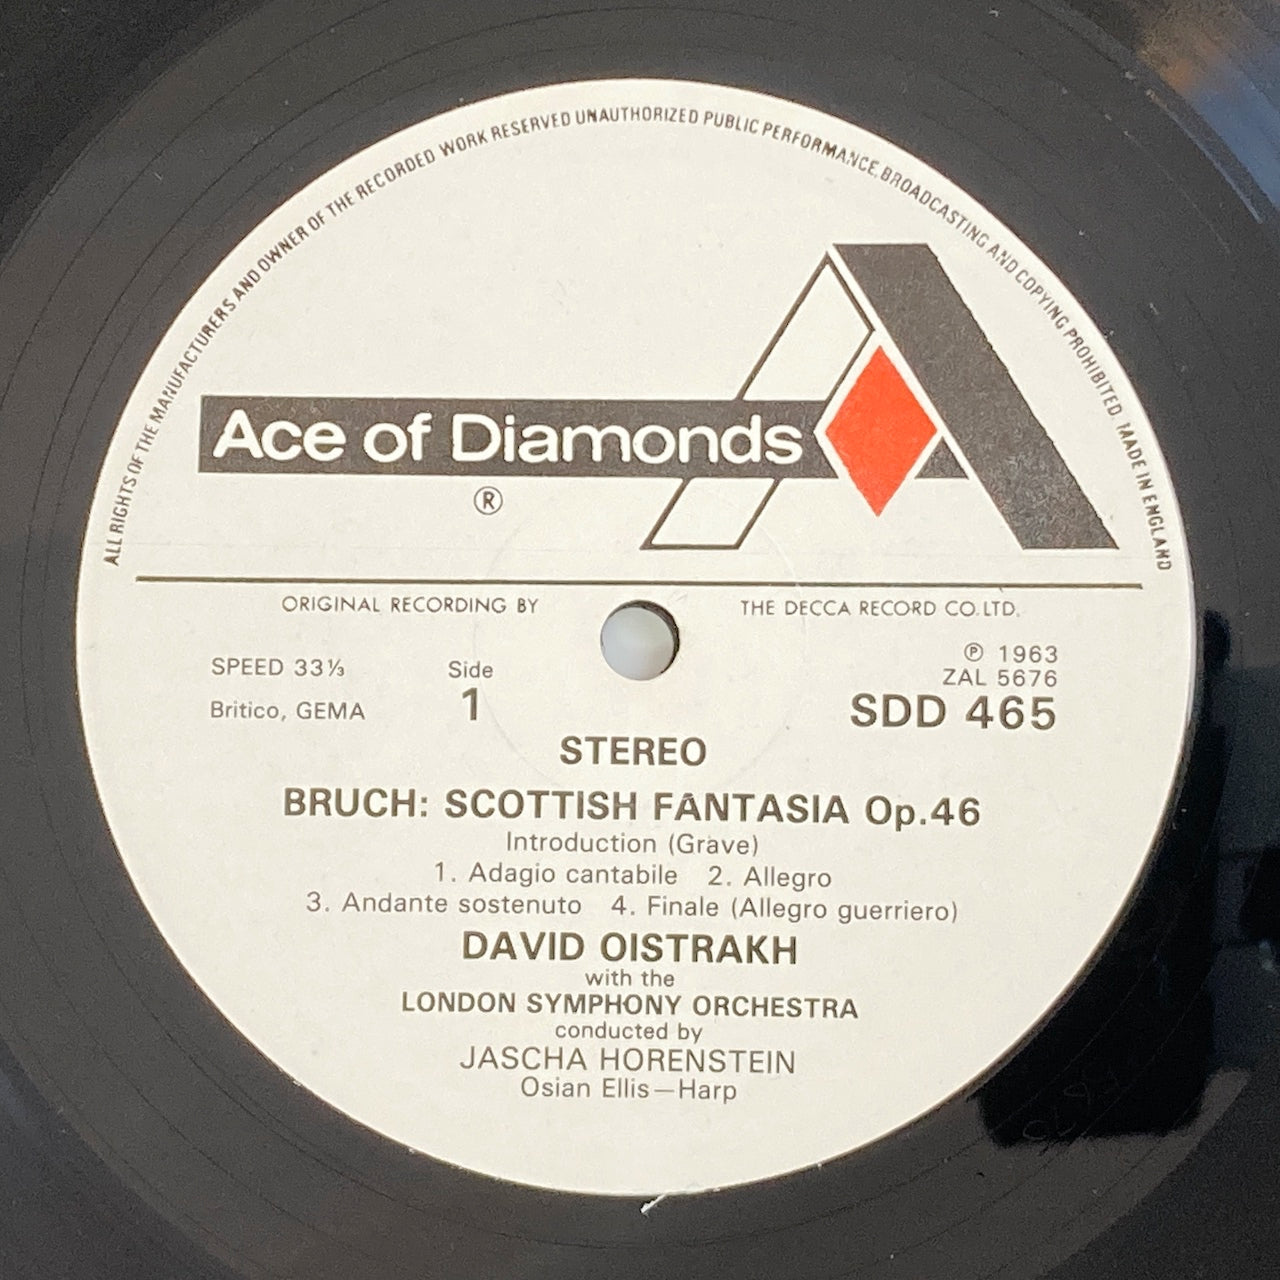 ALL RIGHTS OF THE MANUFACTURERS AND OWNER OF THE RECORDED WORK RESERVED UNAUTHORIZED PUBLIC PERFORMANCE, BROADCASTING AND COPYING PROHIBITED. MADE IN ENGLAND
Ace of Diamonds
®
ORIGINAL RECORDING BY THE DECCA RECORD CO. LTD.
SPEED 33⅓ Side ℗ 1963
ZAL 5676
Britico, GEMA 1 SDD 465
STEREO
BRUCH: SCOTTISH FANTASIA Op.46
Introduction (Grave)
1. Adagio cantabile 2. Allegro
3. Andante sostenuto 4. Finale (Allegro guerriero)
DAVID OISTRAKH
with the
LONDON SYMPHONY ORCHESTRA
conducted by
JASCHA HORENSTEIN
Osian Ellis—Harp